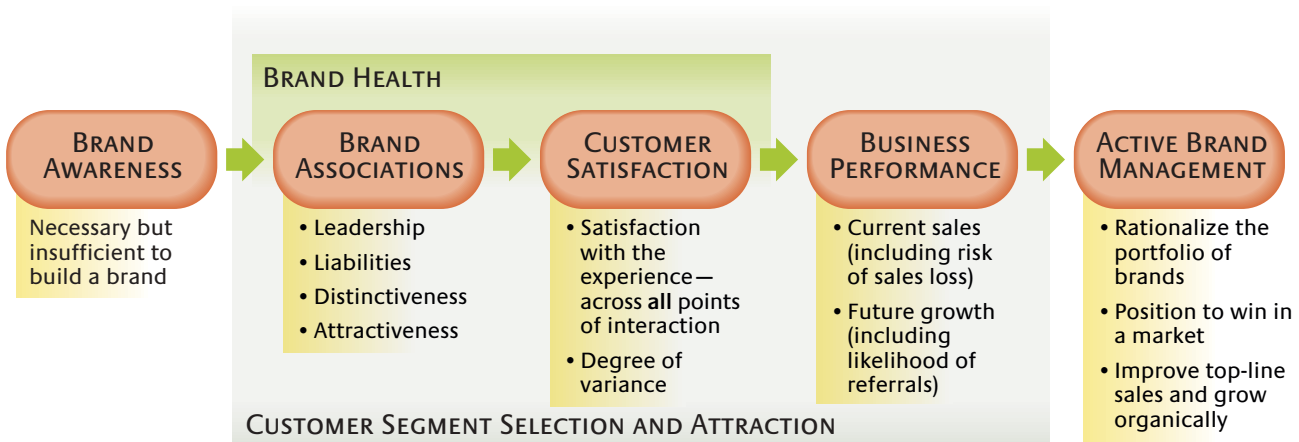 BRAND HEALTH
BRAND
AWARENESS
Necessary but
insufficient to
build a brand
BRAND
ASSOCIATIONS
• Leadership
• Liabilities
• Distinctiveness
• Attractiveness
CUSTOMER
SATISFACTION
• Satisfaction
with the
experience—
across all points
of interaction
• Degree of
variance
BUSINESS
PERFORMANCE
• Current sales
(including risk
of sales loss)
• Future growth
(including
likelihood of
referrals)
ACTIVE BRAND
MANAGEMENT
• Rationalize the
portfolio of
brands
• Position to win in
a market
• Improve top-line
sales and grow
organically
CUSTOMER SEGMENT SELECTION AND ATTRACTION